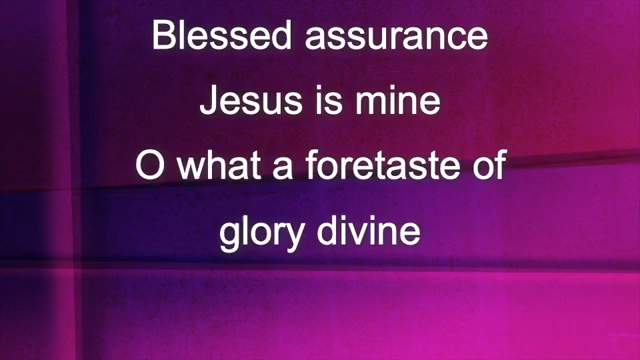 Blessed assurance
Jesus is mine
O what a foretaste of
glory divine